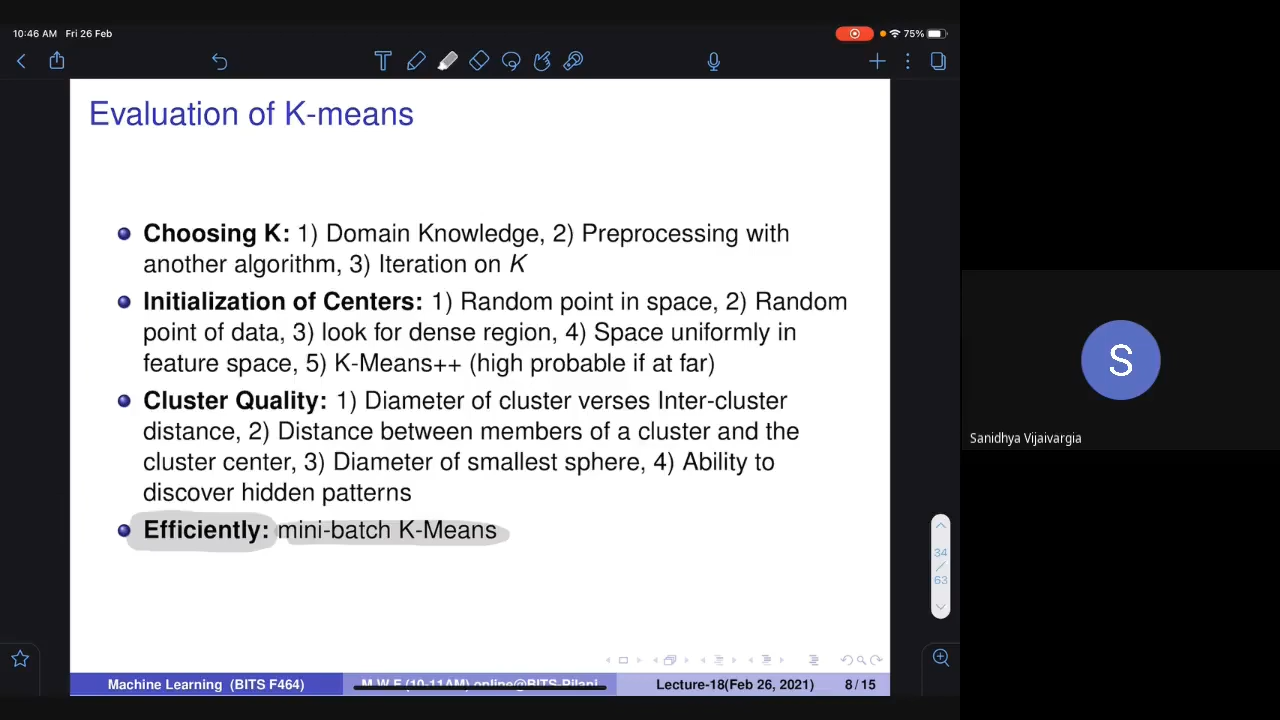 10:46 AM Fri 26 Feb
75%
Evaluation of K-means
Choosing K: 1) Domain Knowledge, 2) Preprocessing with
another algorithm, 3) Iteration on K
Initialization of Centers: 1) Random point in space, 2) Random
point of data, 3) look for dense region, 4) Space uniformly in
feature space, 5) K-Means++ (high probable if at far)
Cluster Quality: 1) Diameter of cluster verses Inter-cluster
distance, 2) Distance between members of a cluster and the
cluster center, 3) Diameter of smallest sphere, 4) Ability to
discover hidden patterns
Efficiently: mini-batch K-Means
34
/
63
S
Sanidhya Vijaivargia
Machine Learning (BITS F464) M W F (10-11AM) online@BITS-Pilani Lecture-18(Feb 26, 2021) 8/15